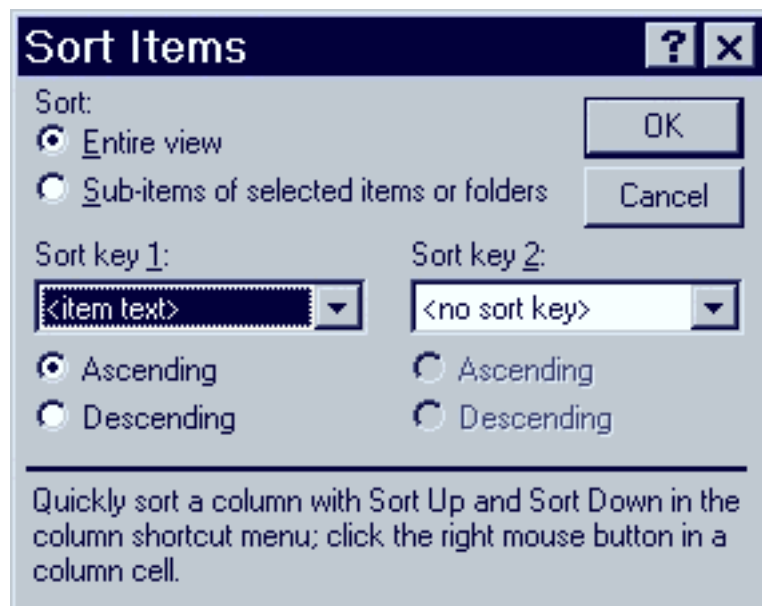 Sort Items
Sort:
Entire view
Sub-items of selected items or folders
OK
Cancel
Sort key 1:
Sort key 2:
<item text>
<no sort key>
Ascending
Descending
Ascending
Descending
Quickly sort a column with Sort Up and Sort Down in the
column shortcut menu; click the right mouse button in a
column cell.